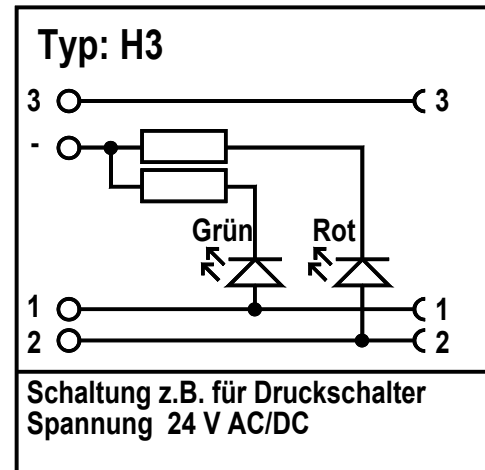 Typ: H3
3 3
-
Grün Rot
1 1
2 2
Schaltung z.B. für Druckschalter
Spannung 24 V AC/DC